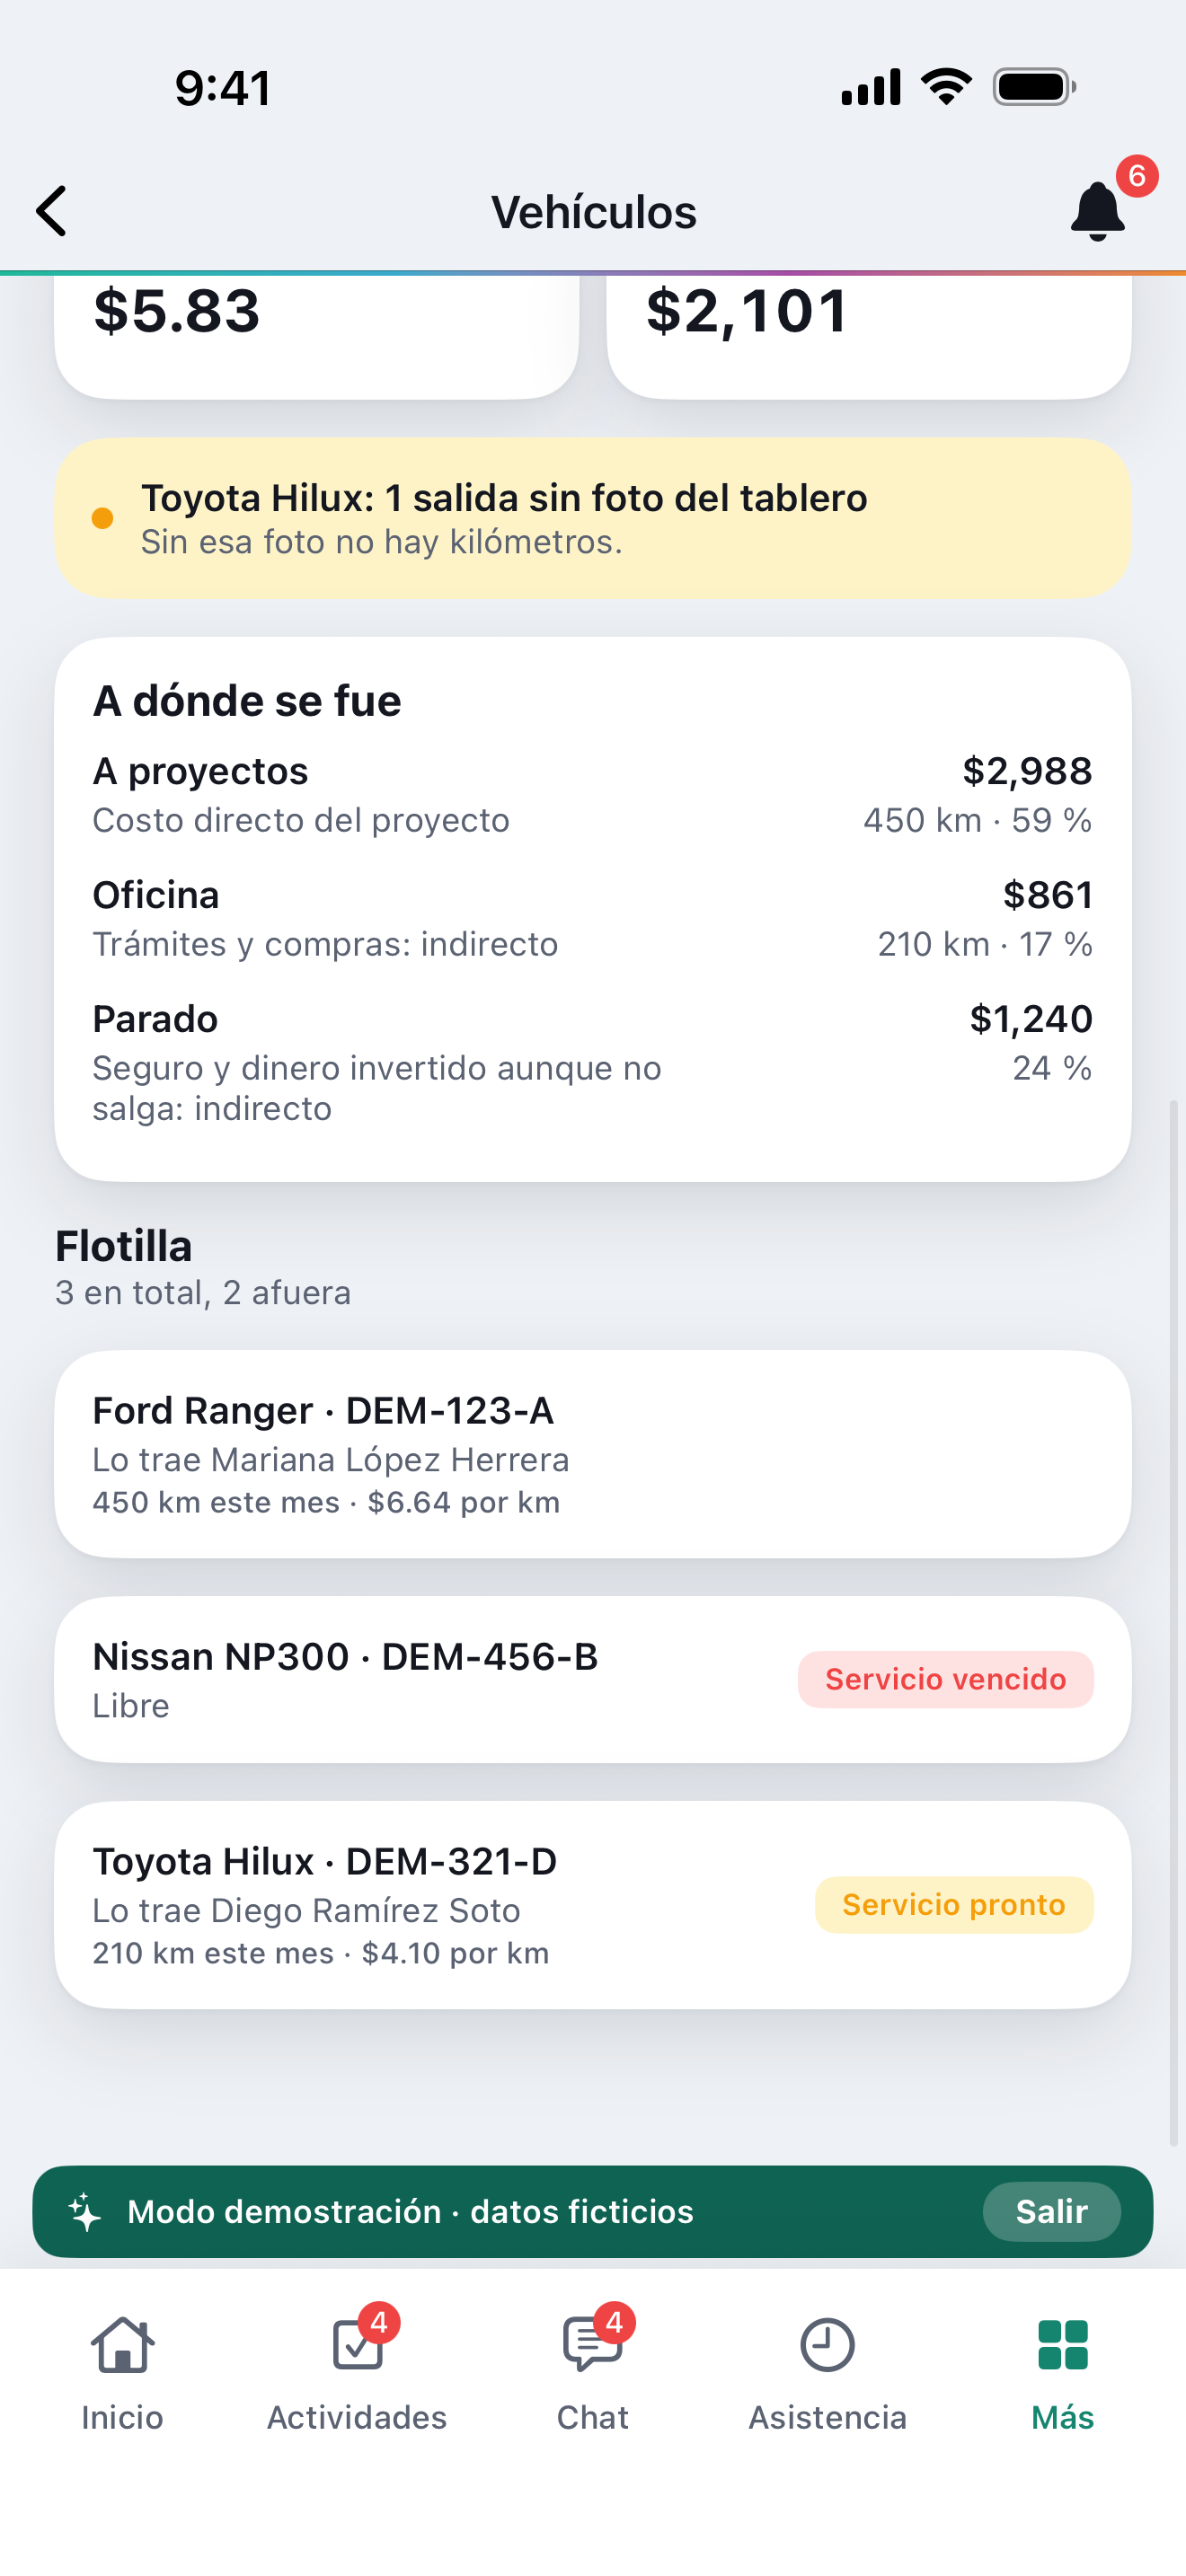 9:41
Vehículos
6
$5.83
$2,101
Toyota Hilux: 1 salida sin foto del tablero
Sin esa foto no hay kilómetros.
A dónde se fue
A proyectos
$2,988
Costo directo del proyecto
450 km · 59 %
Oficina
$861
Trámites y compras: indirecto
210 km · 17 %
Parado
$1,240
Seguro y dinero invertido aunque no
24 %
salga: indirecto
Flotilla
3 en total, 2 afuera
Ford Ranger · DEM-123-A
Lo trae Mariana López Herrera
450 km este mes · $6.64 por km
Nissan NP300 · DEM-456-B
Servicio vencido
Libre
Toyota Hilux · DEM-321-D
Lo trae Diego Ramírez Soto
Servicio pronto
210 km este mes · $4.10 por km
Modo demostración · datos ficticios
Salir
4
4
Inicio
Actividades
Chat
Asistencia
Más